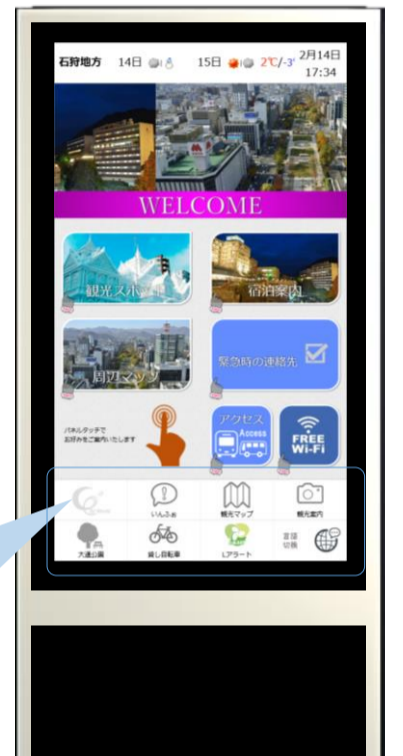 石狩地方 14日 15日 2℃/-3° 2月14日
17:34
WELCOME
観光スポット
宿泊案内
周辺マップ
緊急時の連絡先
パネルタッチで
お好みをご案内いたします
アクセス
Access
FREE
Wi-Fi
いんふぉ
観光マップ
観光案内
大通公園
貸し自転車
Lアラート
言語
切換